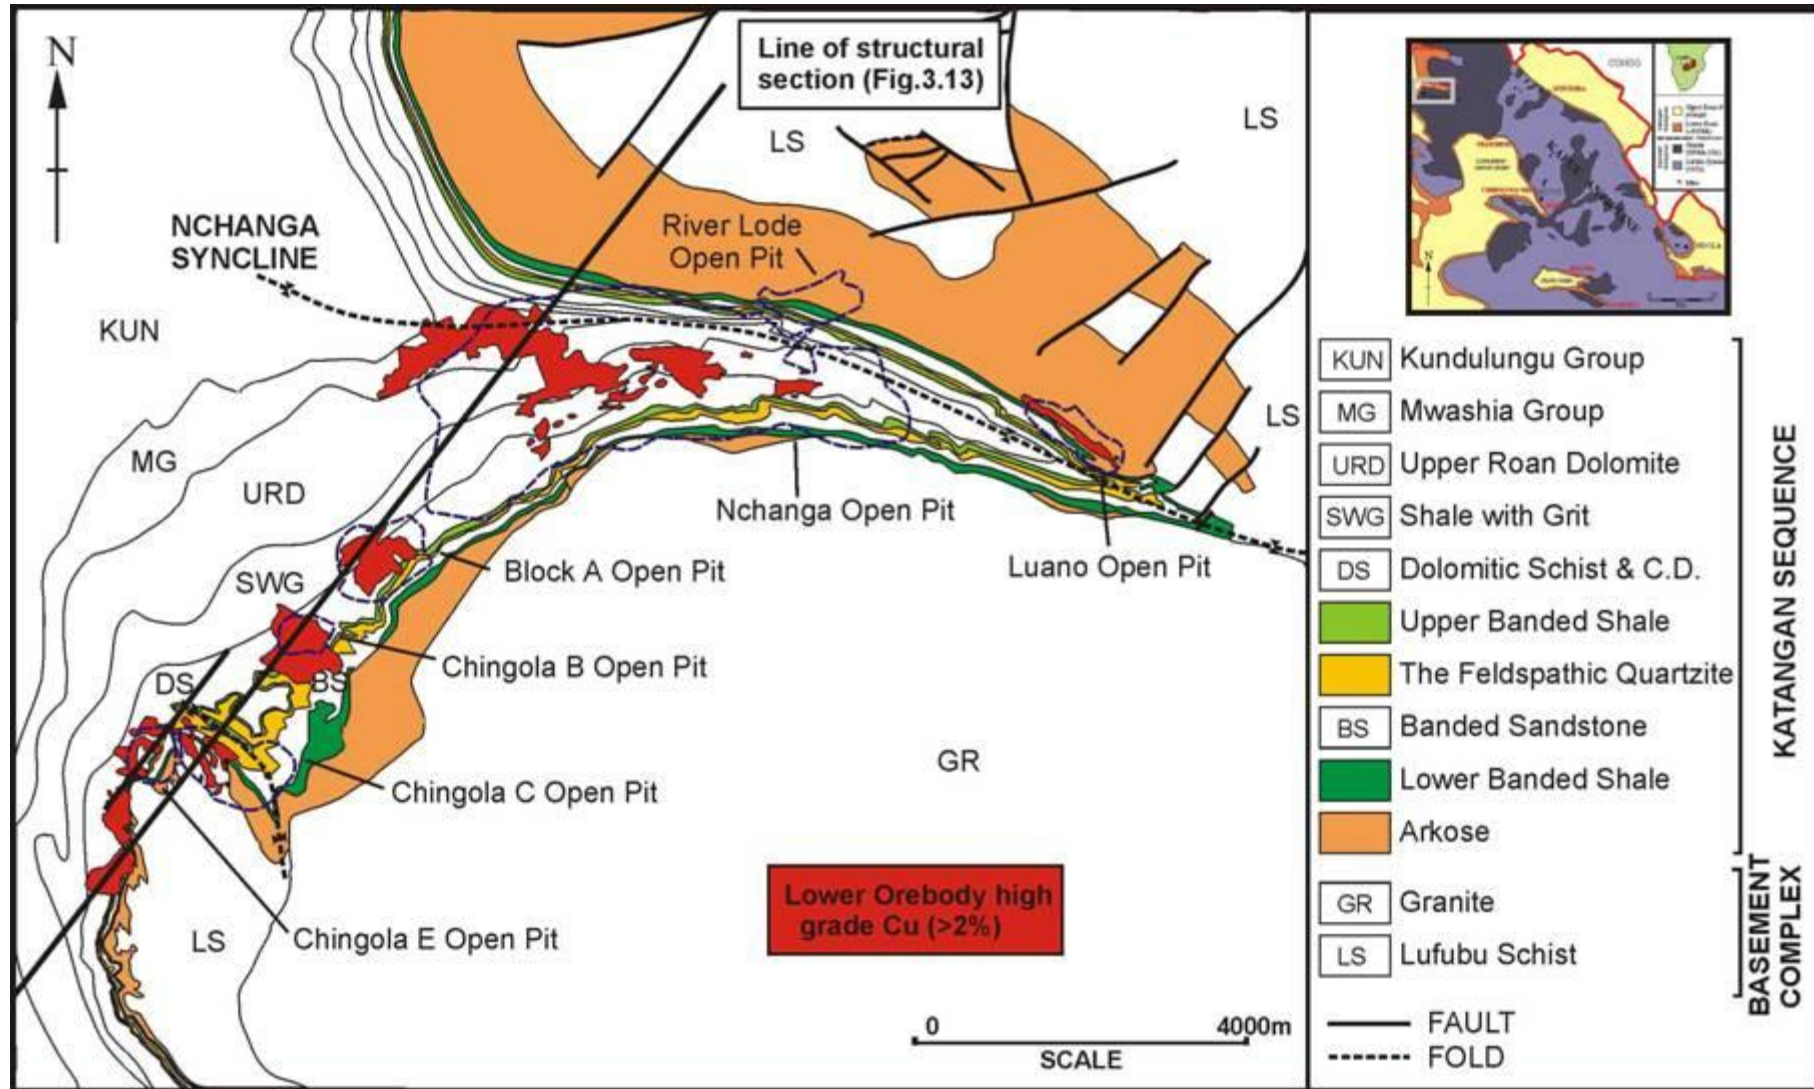 N
Line of structural
section (Fig.3.13)
LS
LS
NCHANGA
SYNCLINE
River Lode
Open Pit
KUN
LS
MG
URD
Nchanga Open Pit
Luano Open Pit
Block A Open Pit
SWG
Chingola B Open Pit
DS
BS
GR
Chingola C Open Pit
Lower Orebody high
grade Cu (>2%)
LS
Chingola E Open Pit
0 4000m
SCALE
CONGO
N
KUN Kundulungu Group
MG Mwashia Group
URD Upper Roan Dolomite
SWG Shale with Grit
DS Dolomitic Schist & C.D.
Upper Banded Shale
The Feldspathic Quartzite
BS Banded Sandstone
Lower Banded Shale
Arkose
KATANGAN SEQUENCE
GR Granite
LS Lufubu Schist
BASEMENT
COMPLEX
FAULT
FOLD